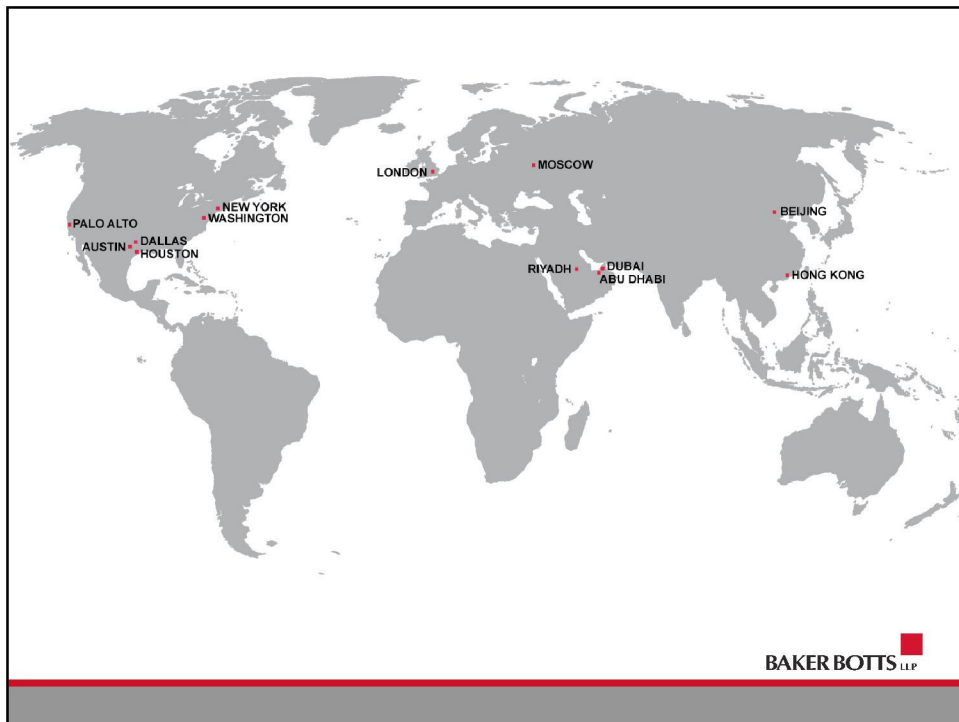 LONDON
MOSCOW
NEW YORK
WASHINGTON
PALO ALTO
BEIJING
DALLAS
AUSTIN
HOUSTON
RIYADH
DUBAI
ABU DHABI
HONG KONG
BAKER BOTTS LLP